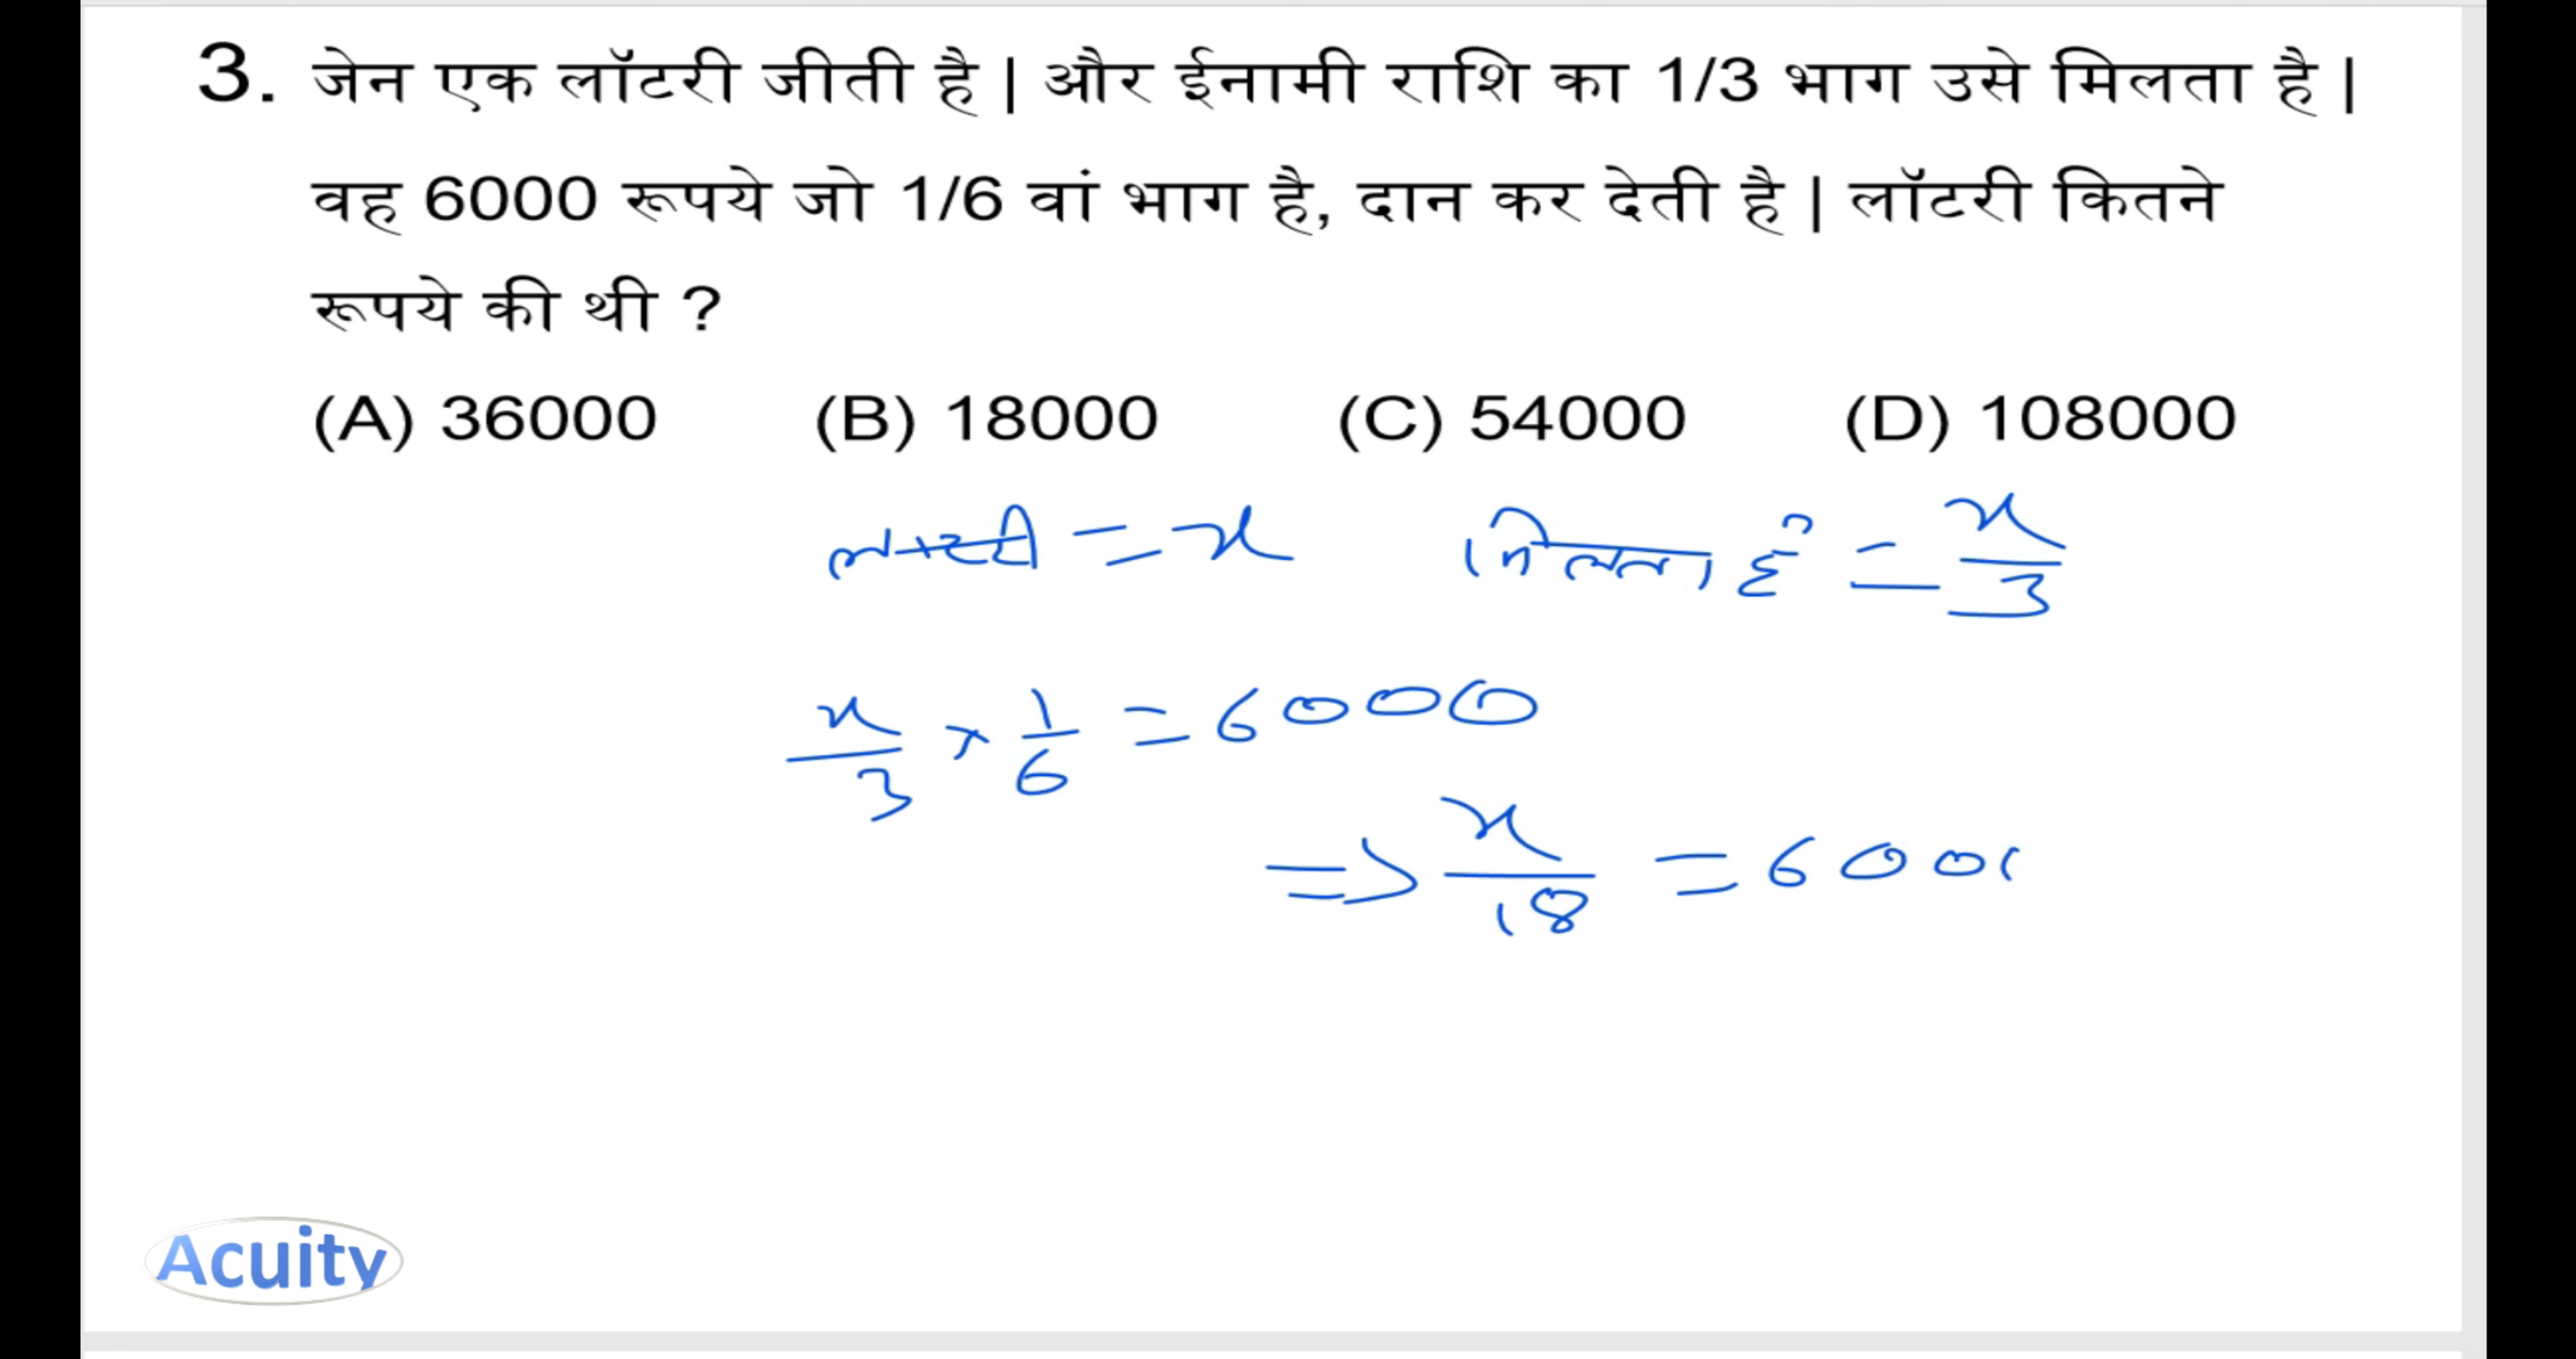 3. जेन एक लॉटरी जीती है | और ईनामी राशि का 1/3 भाग उसे मिलता है |
वह 6000 रूपये जो 1/6 वां भाग है, दान कर देती है | लॉटरी कितने
रूपये की थी ?
(A) 36000 (B) 18000 (C) 54000 (D) 108000
लाटरी = x मिलता है = x/3
x/3 × 1/6 = 6000
=> x/18 = 600
Acuity